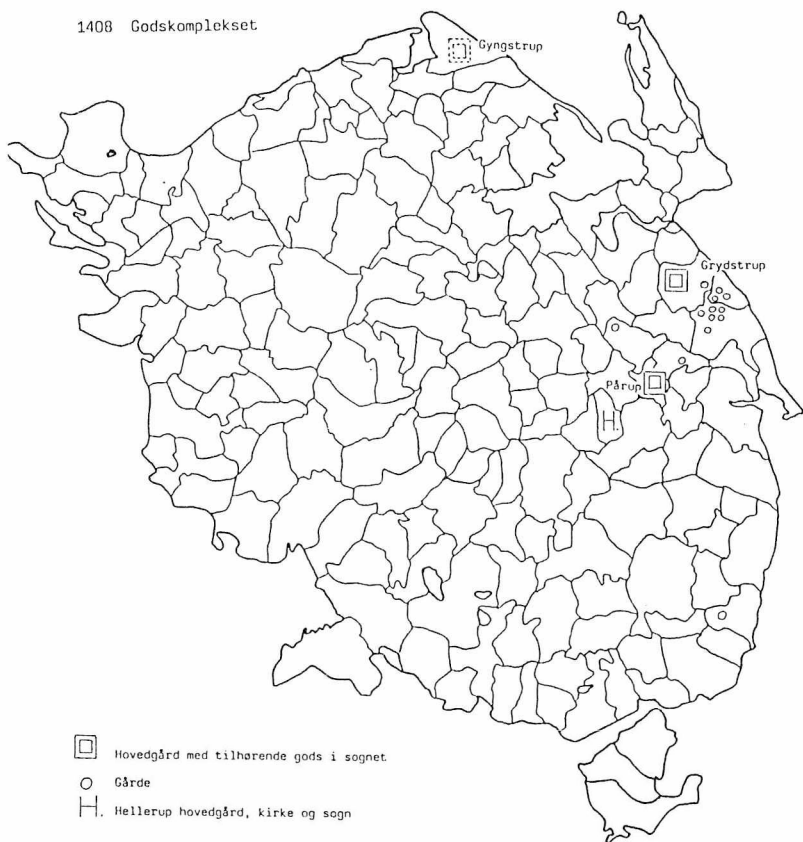 1408 Godskomplekset
Gyngstrup
Grydstrup
Pårup
H.
Hovedgård med tilhørende gods i sognet
Gårde
H. Hellerup hovedgård, kirke og sogn